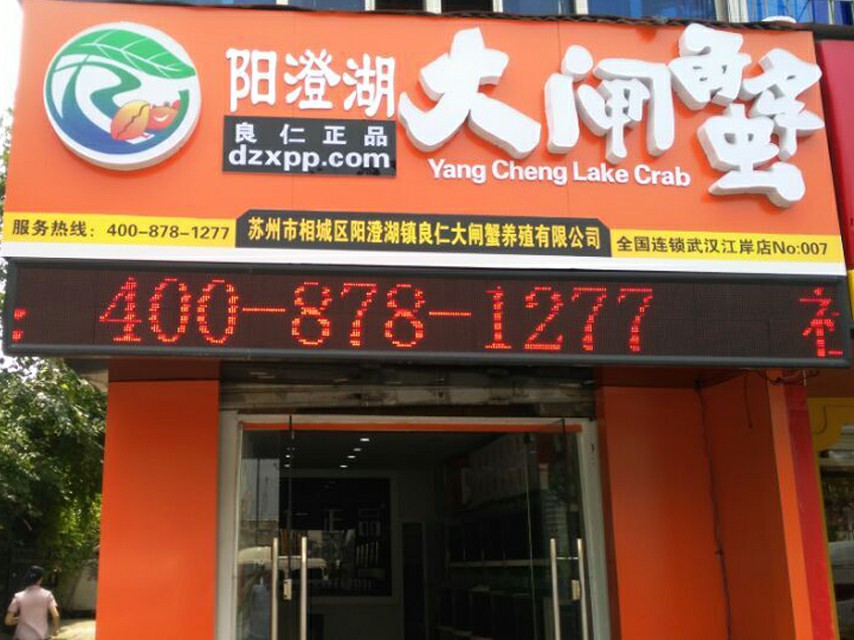 阳澄湖
大闸蟹
良仁正品
dzxpp.com
Yang Cheng Lake Crab
服务热线：400-878-1277
苏州市相城区阳澄湖镇良仁大闸蟹养殖有限公司
全国连锁武汉江岸店No:007
400-878-1277
正品